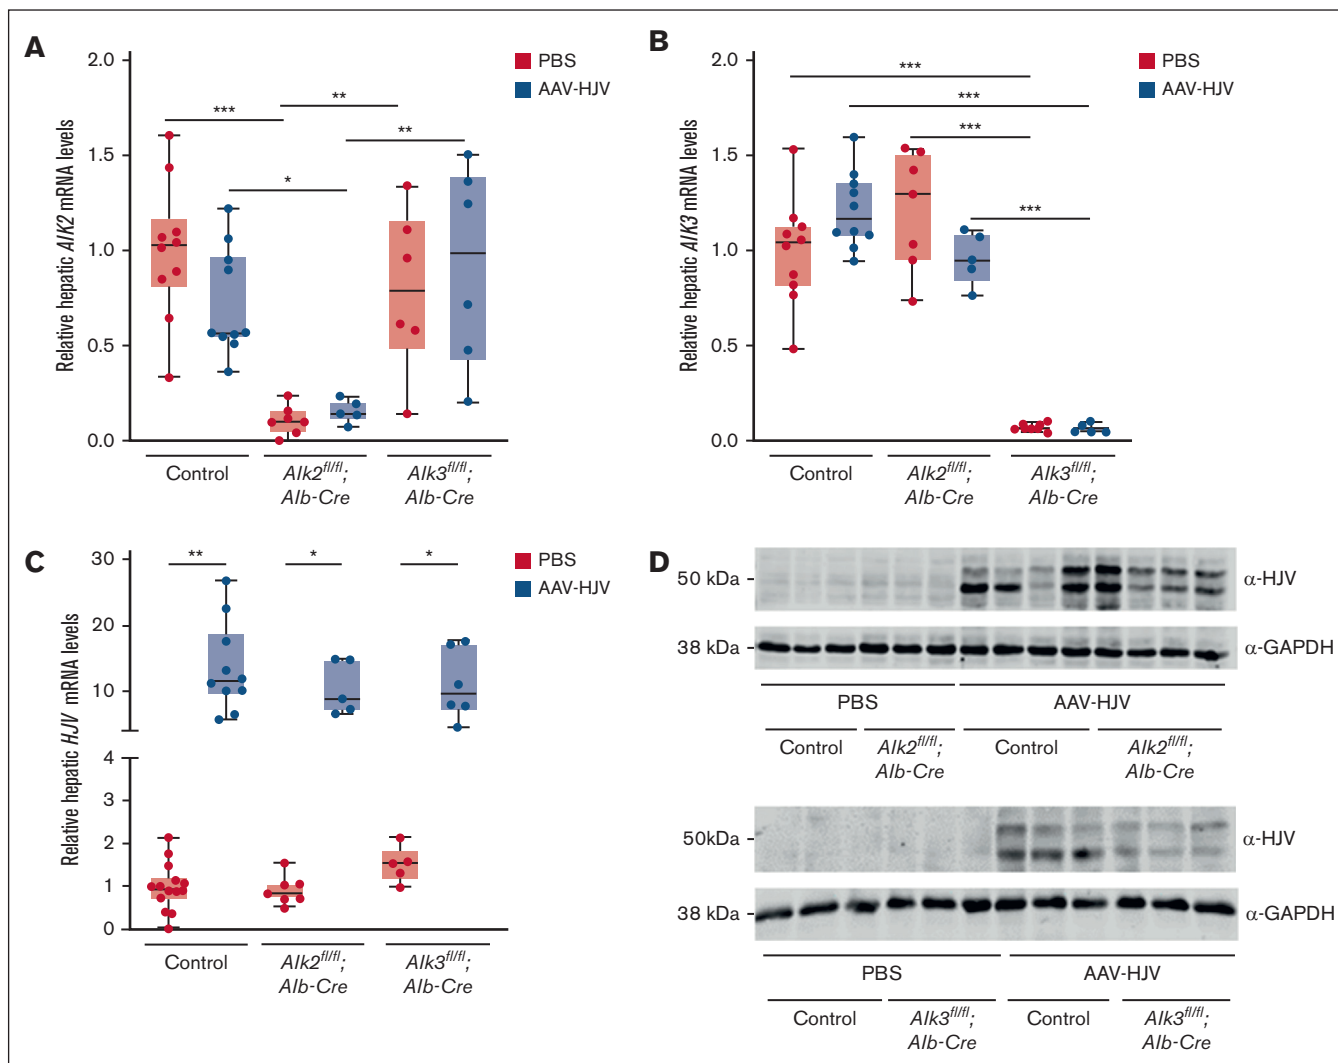 A
PBS
AAV-HJV
Relative hepatic AlK2 mRNA levels
2.0
1.5
1.0
0.5
0.0
***
**
**
*
Control
Alk2fl/fl;
Alb-Cre
Alk3fl/fl;
Alb-Cre
B
PBS
AAV-HJV
Relative hepatic AlK3 mRNA levels
2.0
1.5
1.0
0.5
0.0
***
***
***
***
Control
Alk2fl/fl;
Alb-Cre
Alk3fl/fl;
Alb-Cre
C
PBS
AAV-HJV
Relative hepatic HJV mRNA levels
30
20
10
4
3
2
1
0
**
*
*
Control
Alk2fl/fl;
Alb-Cre
Alk3fl/fl;
Alb-Cre
D
50 kDa
α-HJV
38 kDa
α-GAPDH
PBS
AAV-HJV
Control
Alk2fl/fl;
Alb-Cre
Control
Alk2fl/fl;
Alb-Cre
50kDa
α-HJV
38 kDa
α-GAPDH
PBS
AAV-HJV
Control
Alk3fl/fl;
Alb-Cre
Control
Alk3fl/fl;
Alb-Cre